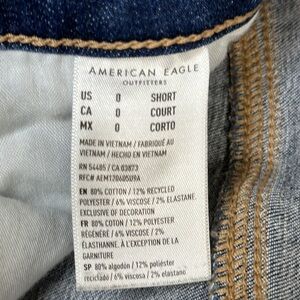 AMERICAN EAGLE
OUTFITTERS
US 0 SHORT
CA 0 COURT
MX 0 CORTO
MADE IN VIETNAM / FABRIQUÉ AU
VIETNAM / HECHO EN VIETNAM
RN 54485 / CA 03873
RFC# AEM120405U9A
EN 80% COTTON / 12% RECYCLED
POLYESTER / 6% VISCOSE / 2% ELASTANE.
EXCLUSIVE OF DECORATION
FR 80% COTON / 12% POLYESTER
RÉGÉNÉRÉ / 6% VISCOSE / 2%
ÉLASTHANNE. À L'EXCEPTION DE LA
GARNITURE
SP 80% algodón / 12% poliéster
reciclado / 6% viscosa / 2% elastano.